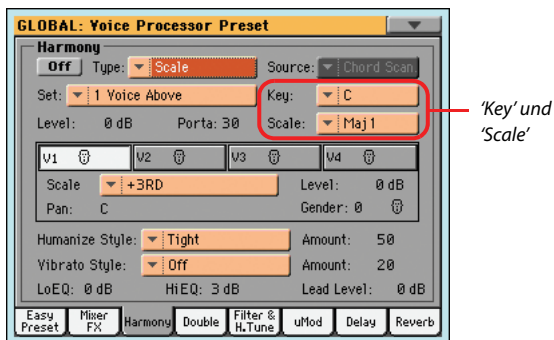 GLOBAL: Voice Processor Preset
Harmony
Off Type: Scale Source: Chord Scan.
Set: 1 Voice Above Key: C
Level: 0 dB Porta: 30 Scale: Maj1
'Key' und
'Scale'
V1 V2 V3 V4
Scale +3RD Level: 0 dB
Pan: C Gender: 0
Humanize Style: Tight Amount: 50
Vibrato Style: Off Amount: 20
LoEQ: 0 dB HiEQ: 3 dB Lead Level: 0 dB
Easy Preset Mixer FX Harmony Double Filter & H.Tune uMod Delay Reverb